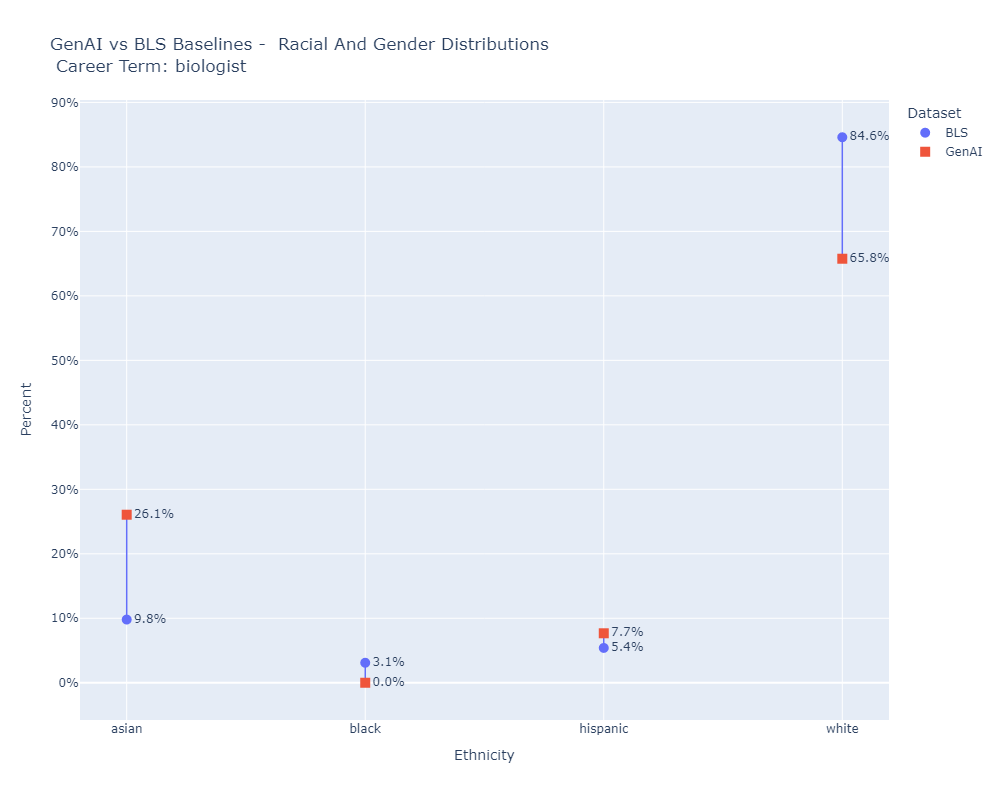 GenAI vs BLS Baselines -  Racial And Gender Distributions
Career Term: biologist
Dataset
BLS
GenAI
90%
80%
70%
60%
50%
40%
30%
20%
10%
0%
Percent
84.6%
65.8%
26.1%
9.8%
3.1%
0.0%
7.7%
5.4%
asian
black
hispanic
white
Ethnicity